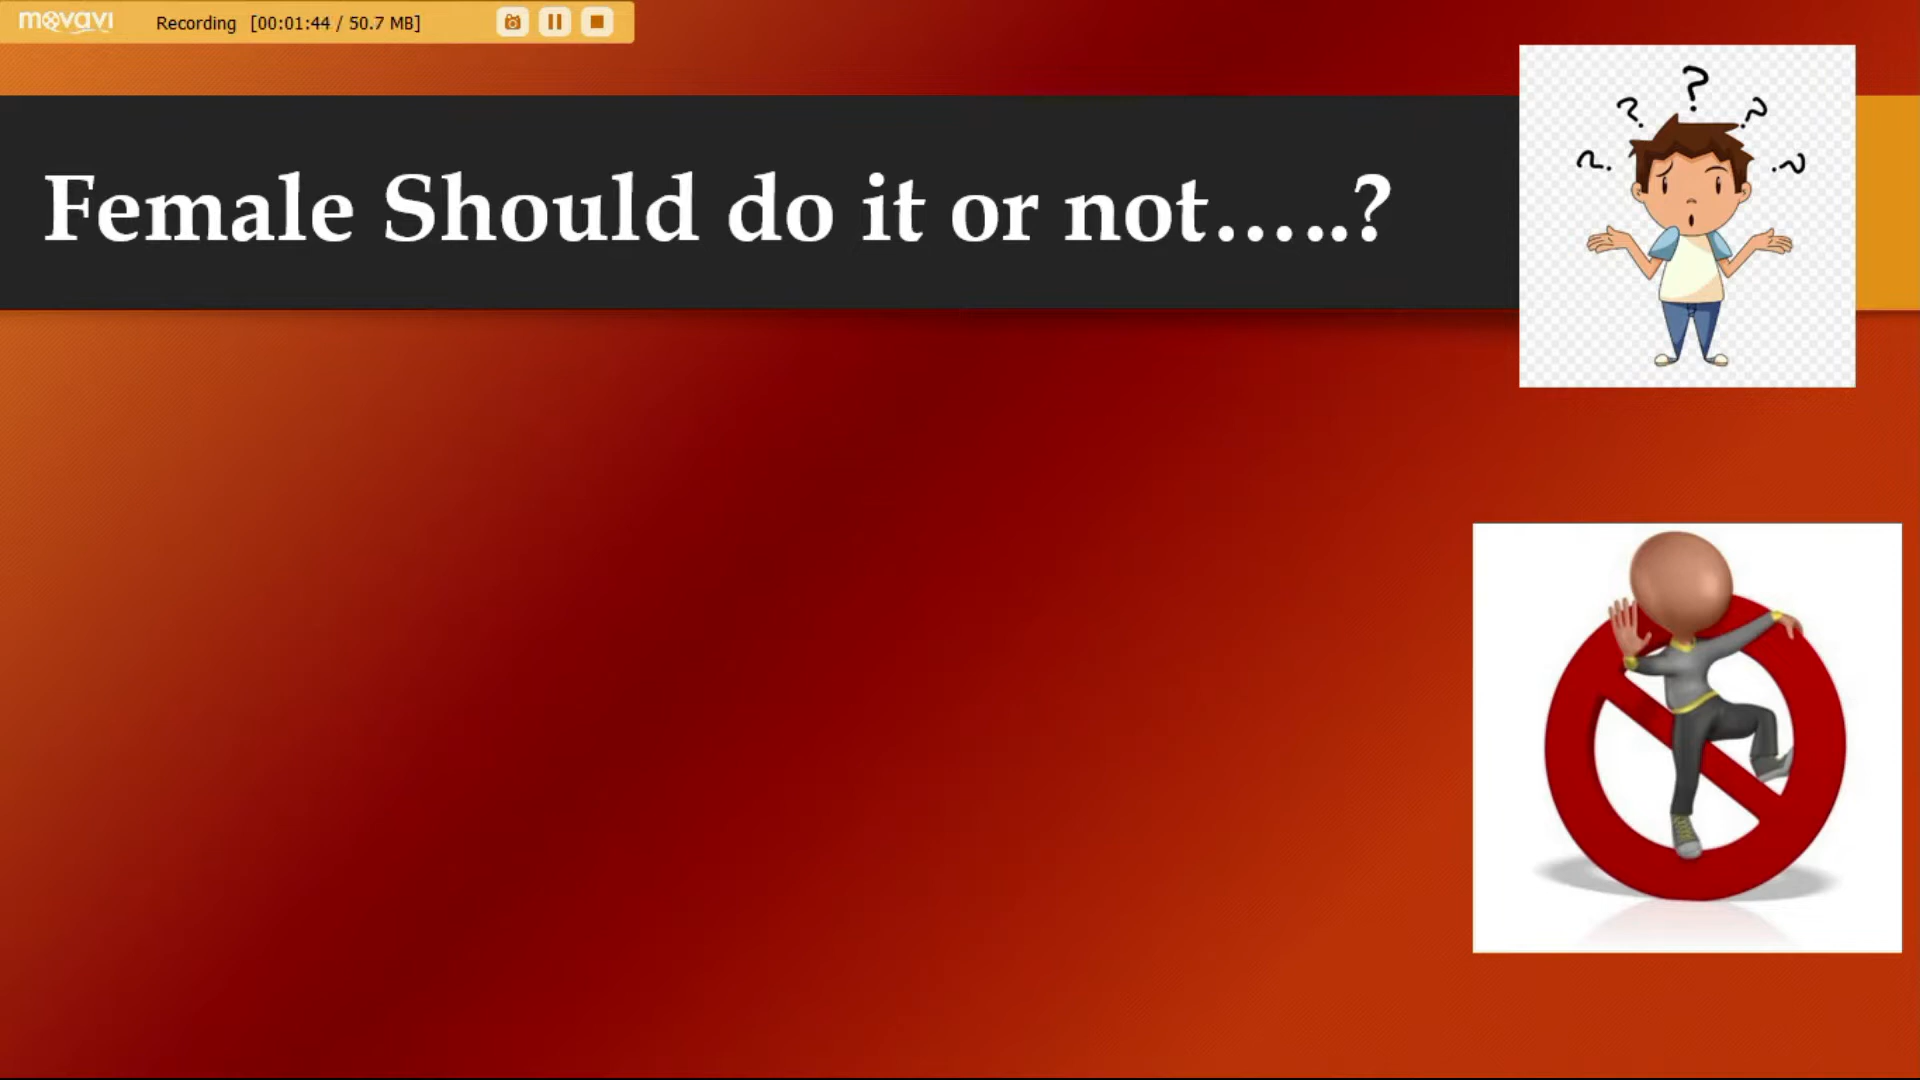 movavi Recording [00:01:44 / 50.7 MB]
Female Should do it or not.....?
? ? ? ? ?